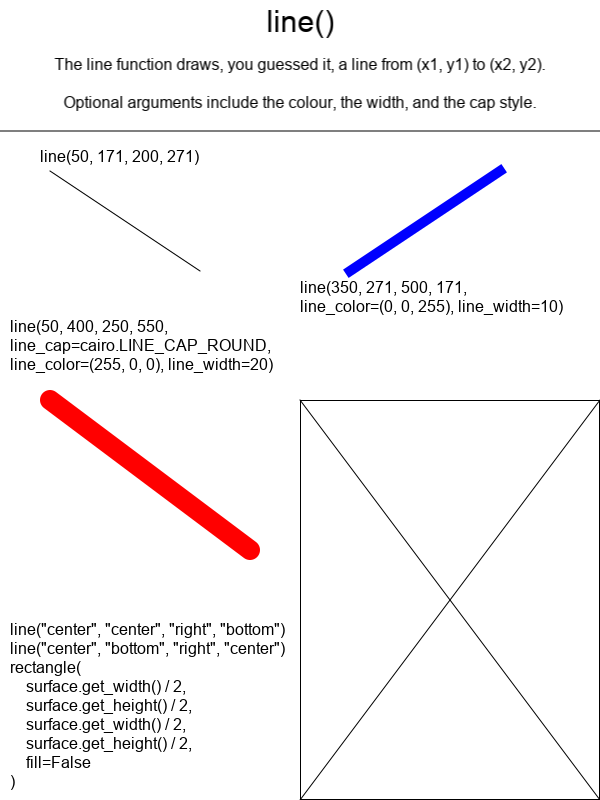 line()
The line function draws, you guessed it, a line from (x1, y1) to (x2, y2).
Optional arguments include the colour, the width, and the cap style.
line(50, 171, 200, 271)
line(350, 271, 500, 171,
line_color=(0, 0, 255), line_width=10)
line(50, 400, 250, 550,
line_cap=cairo.LINE_CAP_ROUND,
line_color=(255, 0, 0), line_width=20)
line("center", "center", "right", "bottom")
line("center", "bottom", "right", "center")
rectangle(
    surface.get_width() / 2,
    surface.get_height() / 2,
    surface.get_width() / 2,
    surface.get_height() / 2,
    fill=False
)